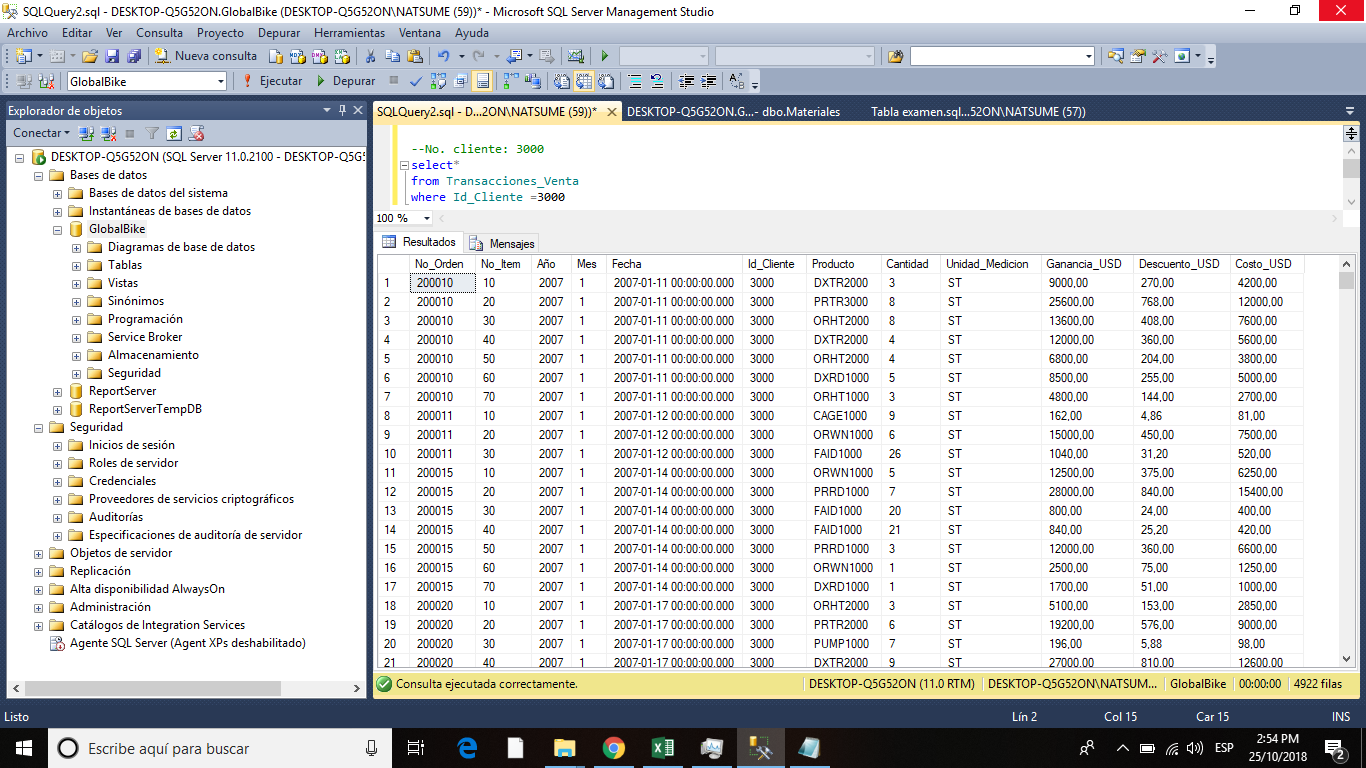 SQLQuery2.sql - DESKTOP-Q5G52ON.GlobalBike (DESKTOP-Q5G52ON\NATSUME (59))* - Microsoft SQL Server Management Studio
Archivo Editar Ver Consulta Proyecto Depurar Herramientas Ventana Ayuda
Nueva consulta
GlobalBike Ejecutar Depurar
Explorador de objetos
Conectar
DESKTOP-Q5G52ON (SQL Server 11.0.2100 - DESKTOP-Q5G5
Bases de datos
Bases de datos del sistema
Instantáneas de bases de datos
GlobalBike
Diagramas de base de datos
Tablas
Vistas
Sinónimos
Programación
Service Broker
Almacenamiento
Seguridad
ReportServer
ReportServerTempDB
Seguridad
Inicios de sesión
Roles de servidor
Credenciales
Proveedores de servicios criptográficos
Auditorías
Especificaciones de auditoría de servidor
Objetos de servidor
Replicación
Alta disponibilidad AlwaysOn
Administración
Catálogos de Integration Services
Agente SQL Server (Agent XPs deshabilitado)
SQLQuery2.sql - D...2ON\NATSUME (59))* DESKTOP-Q5G52ON.G...- dbo.Materiales Tabla examen.sql...52ON\NATSUME (57))
--No. cliente: 3000
select*
from Transacciones_Venta
where Id_Cliente =3000
100 %
Resultados Mensajes
No_Orden No_Item Año Mes Fecha Id_Cliente Producto Cantidad Unidad_Medicion Ganancia_USD Descuento_USD Costo_USD
1 200010 10 2007 1 2007-01-11 00:00:00.000 3000 DXTR2000 3 ST 9000,00 270,00 4200,00
2 200010 20 2007 1 2007-01-11 00:00:00.000 3000 PRTR3000 8 ST 25600,00 768,00 12000,00
3 200010 30 2007 1 2007-01-11 00:00:00.000 3000 ORHT2000 8 ST 13600,00 408,00 7600,00
4 200010 40 2007 1 2007-01-11 00:00:00.000 3000 DXTR2000 4 ST 12000,00 360,00 5600,00
5 200010 50 2007 1 2007-01-11 00:00:00.000 3000 ORHT2000 4 ST 6800,00 204,00 3800,00
6 200010 60 2007 1 2007-01-11 00:00:00.000 3000 DXRD1000 5 ST 8500,00 255,00 5000,00
7 200010 70 2007 1 2007-01-11 00:00:00.000 3000 ORHT1000 3 ST 4800,00 144,00 2700,00
8 200011 10 2007 1 2007-01-12 00:00:00.000 3000 CAGE1000 9 ST 162,00 4,86 81,00
9 200011 20 2007 1 2007-01-12 00:00:00.000 3000 ORWN1000 6 ST 15000,00 450,00 7500,00
10 200011 30 2007 1 2007-01-12 00:00:00.000 3000 FAID1000 26 ST 1040,00 31,20 520,00
11 200015 10 2007 1 2007-01-14 00:00:00.000 3000 ORWN1000 5 ST 12500,00 375,00 6250,00
12 200015 20 2007 1 2007-01-14 00:00:00.000 3000 PRRD1000 7 ST 28000,00 840,00 15400,00
13 200015 30 2007 1 2007-01-14 00:00:00.000 3000 FAID1000 20 ST 800,00 24,00 400,00
14 200015 40 2007 1 2007-01-14 00:00:00.000 3000 FAID1000 21 ST 840,00 25,20 420,00
15 200015 50 2007 1 2007-01-14 00:00:00.000 3000 PRRD1000 3 ST 12000,00 360,00 6600,00
16 200015 60 2007 1 2007-01-14 00:00:00.000 3000 ORWN1000 1 ST 2500,00 75,00 1250,00
17 200015 70 2007 1 2007-01-14 00:00:00.000 3000 DXRD1000 1 ST 1700,00 51,00 1000,00
18 200020 10 2007 1 2007-01-17 00:00:00.000 3000 ORHT2000 3 ST 5100,00 153,00 2850,00
19 200020 20 2007 1 2007-01-17 00:00:00.000 3000 PRTR2000 6 ST 19200,00 576,00 9000,00
20 200020 30 2007 1 2007-01-17 00:00:00.000 3000 PUMP1000 7 ST 196,00 5,88 98,00
21 200020 40 2007 1 2007-01-17 00:00:00.000 3000 DXTR2000 9 ST 27000,00 810,00 12600,00
Consulta ejecutada correctamente. DESKTOP-Q5G52ON (11.0 RTM) DESKTOP-Q5G52ON\NATSUM... GlobalBike 00:00:00 4922 filas
Listo Lín 2 Col 15 Car 15 INS
Escribe aquí para buscar
ESP
2:54 PM
25/10/2018
2